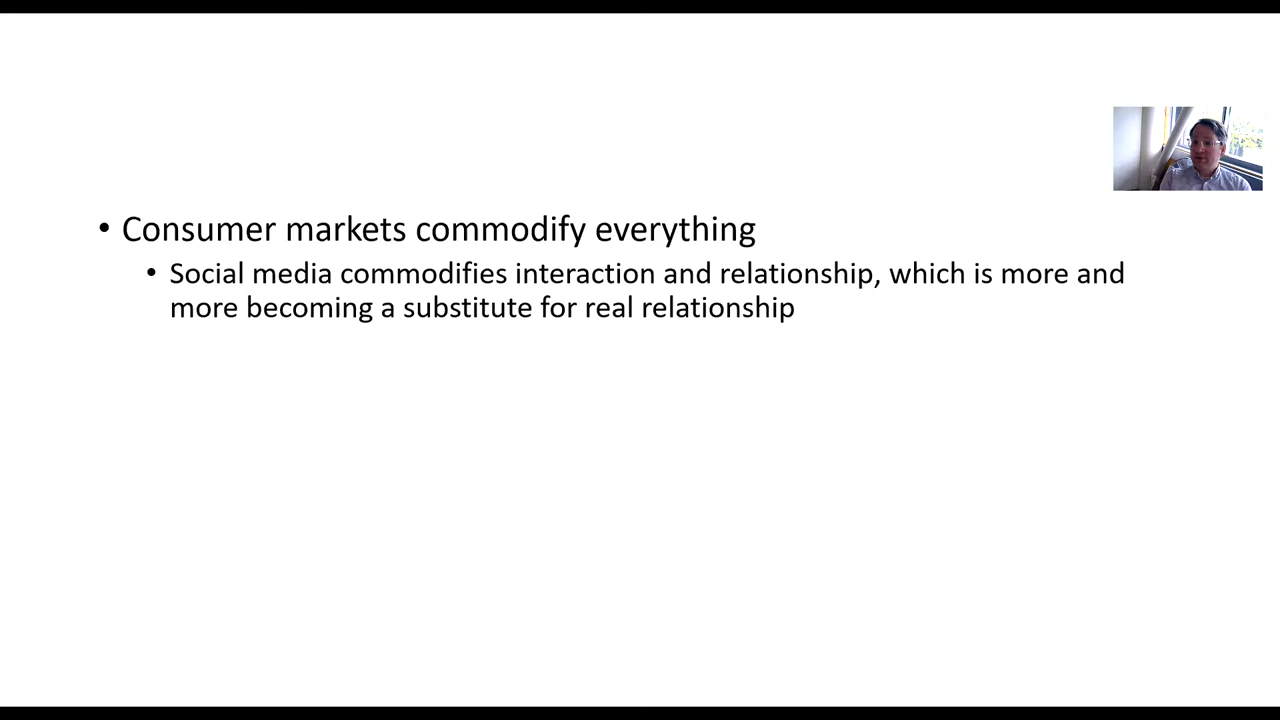 • Consumer markets commodify everything
• Social media commodifies interaction and relationship, which is more and
more becoming a substitute for real relationship